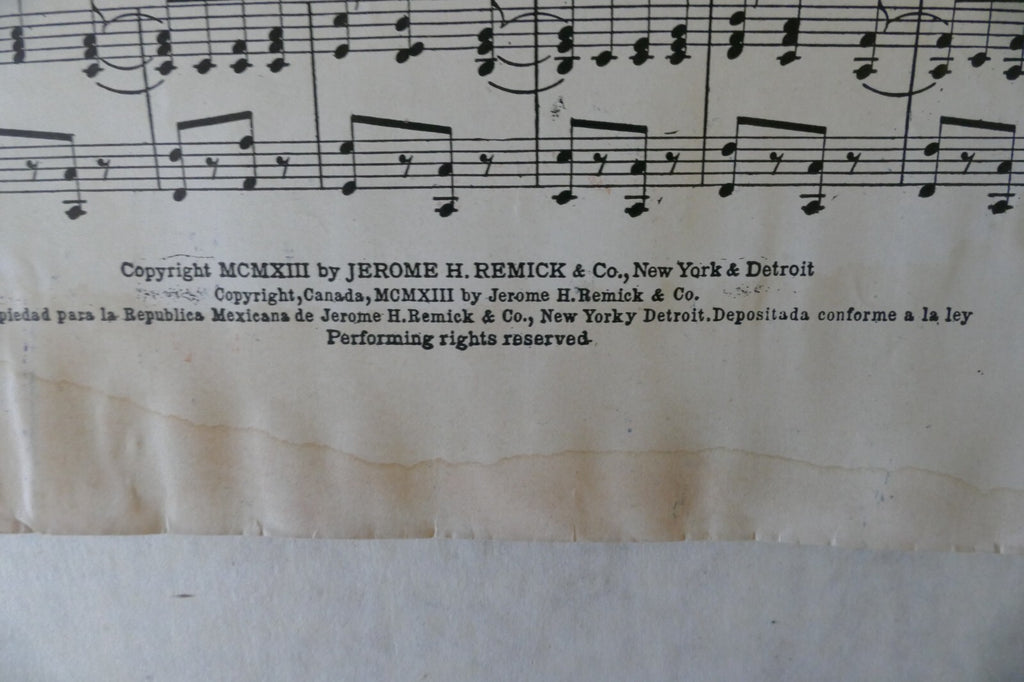 Copyright MCMXIII by JEROME H. REMICK & Co., New York & Detroit
Copyright, Canada, MCMXIII by Jerome H. Remick & Co.
piedad para la Republica Mexicana de Jerome H. Remick & Co., New York y Detroit. Depositada conforme a la ley
Performing rights reserved